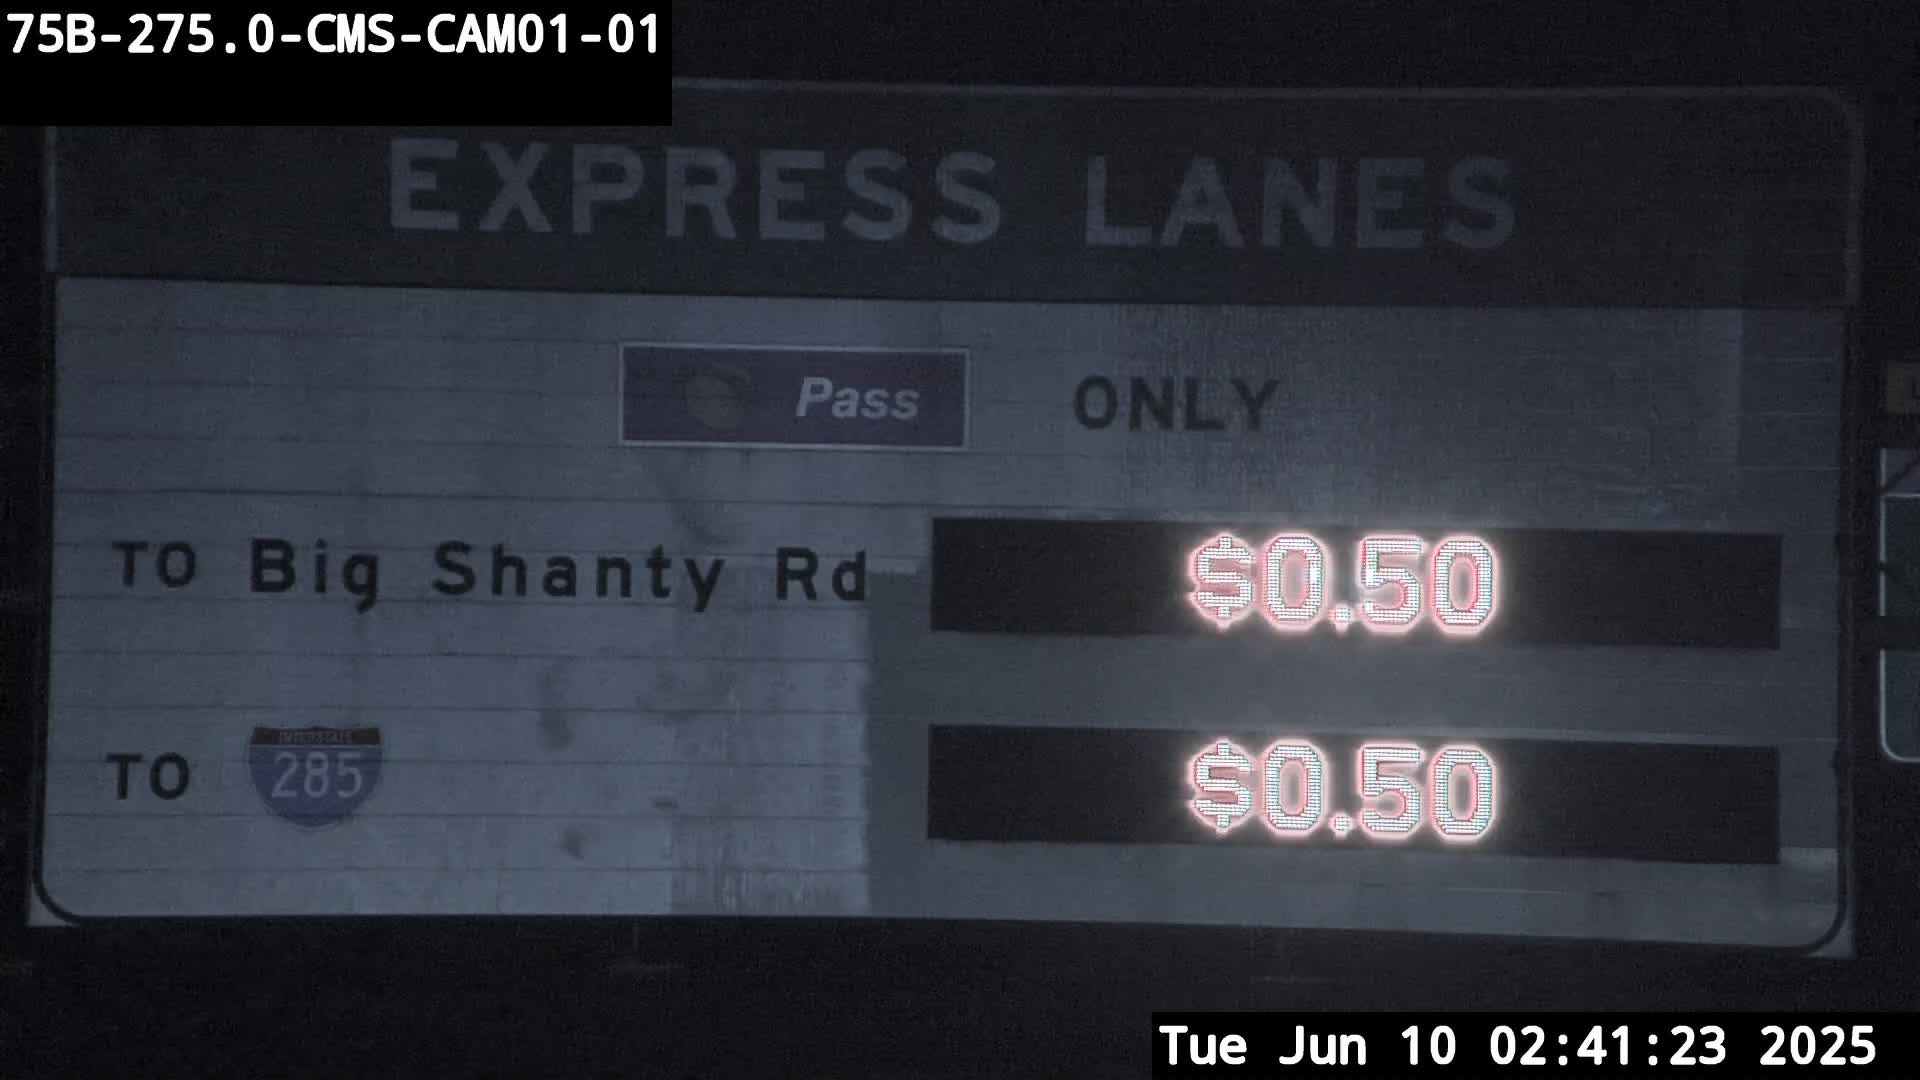 75B-275.0-CMS-CAM01-01
EXPRESS LANES
Pass ONLY
TO Big Shanty Rd $0.50
TO INTERSTATE 285 $0.50
Tue Jun 10 02:41:23 2025